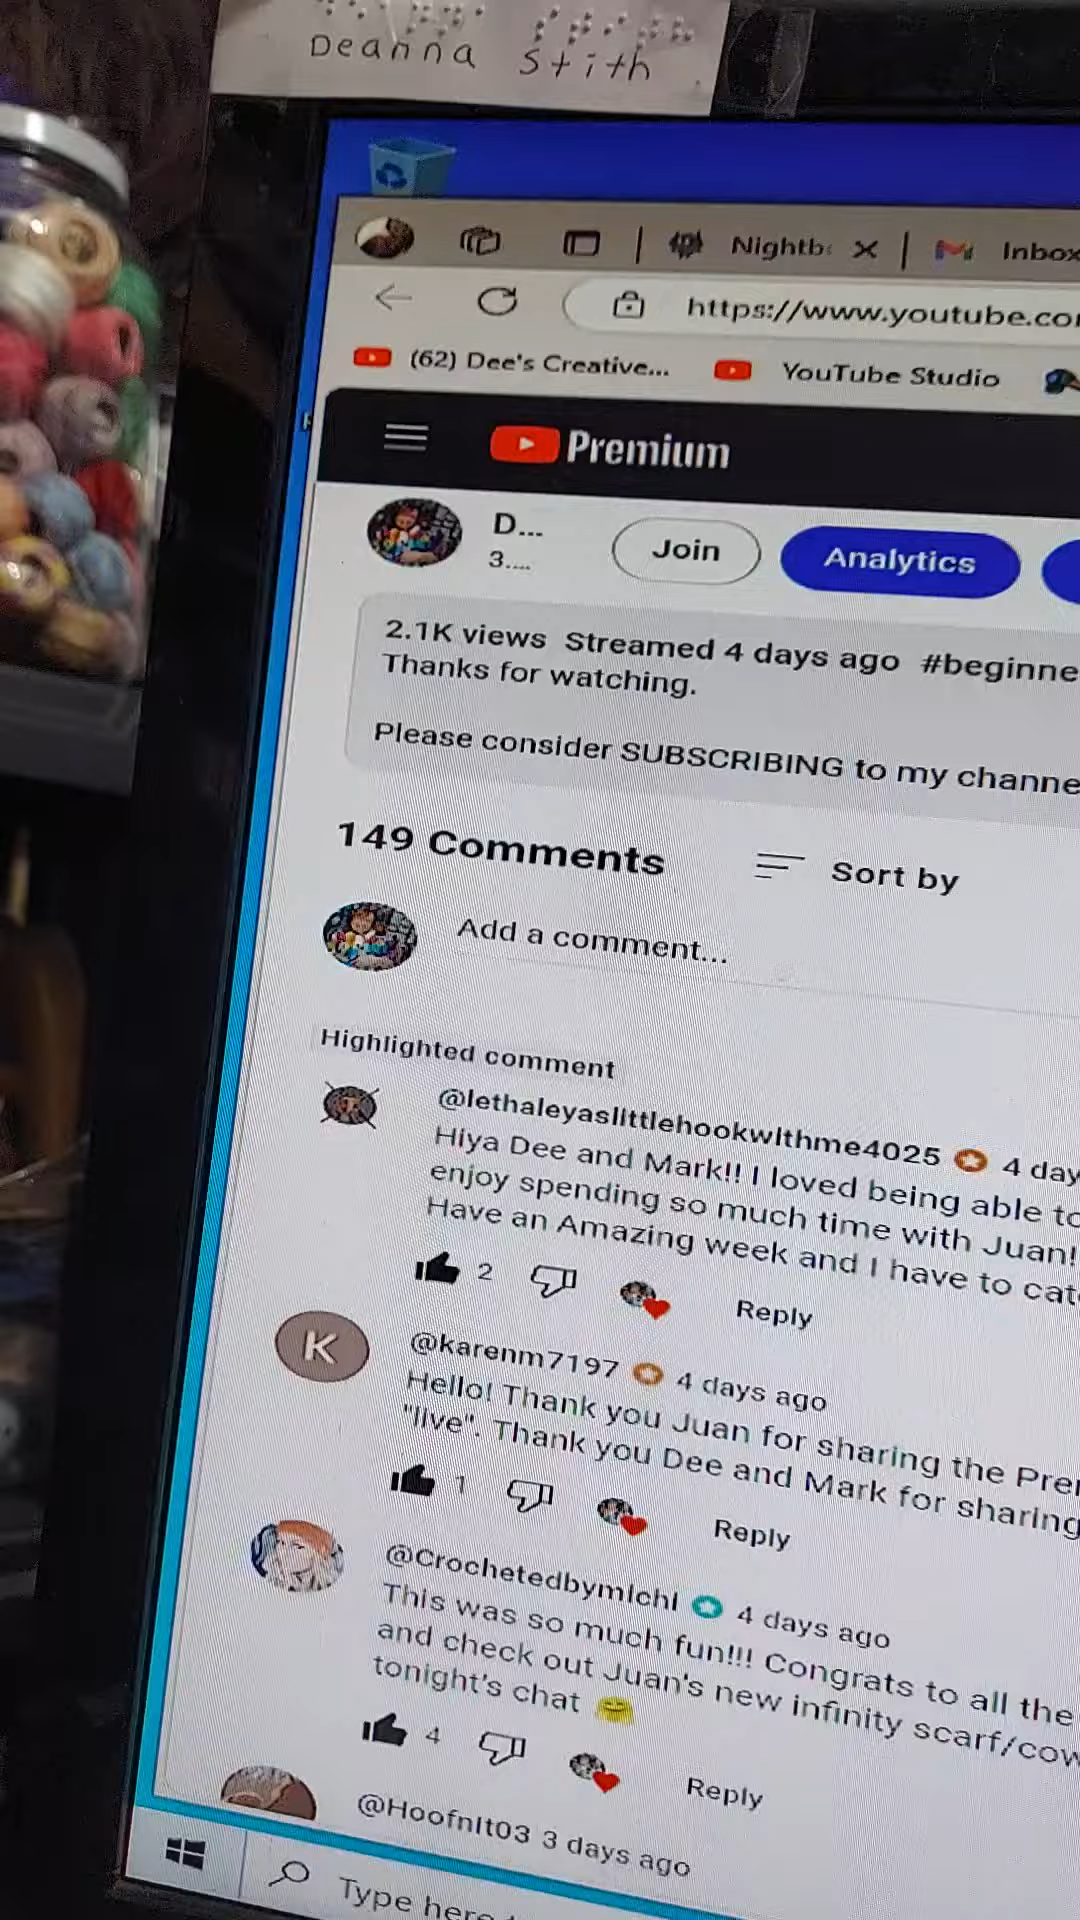 Deanna Stith
Nightb
Inbox
https://www.youtube.co
(62) Dee's Creative... YouTube Studio
Premium
D...
3....
Join
Analytics
2.1K views Streamed 4 days ago #beginne
Thanks for watching.
Please consider SUBSCRIBING to my channe
149 Comments
Sort by
Add a comment...
Highlighted comment
@lethaleyaslittlehookwithme4025 4 day
Hiya Dee and Mark!! I loved being able to
enjoy spending so much time with Juan!
Have an Amazing week and I have to cat
2
Reply
K
@karenm7197 4 days ago
Hello! Thank you Juan for sharing the Pre
"live". Thank you Dee and Mark for sharing
1
Reply
@Crochetedbymichi 4 days ago
This was so much fun!!! Congrats to all the
and check out Juan's new infinity scarf/cow
tonight's chat
4
Reply
@HoofnIt03 3 days ago
Type here